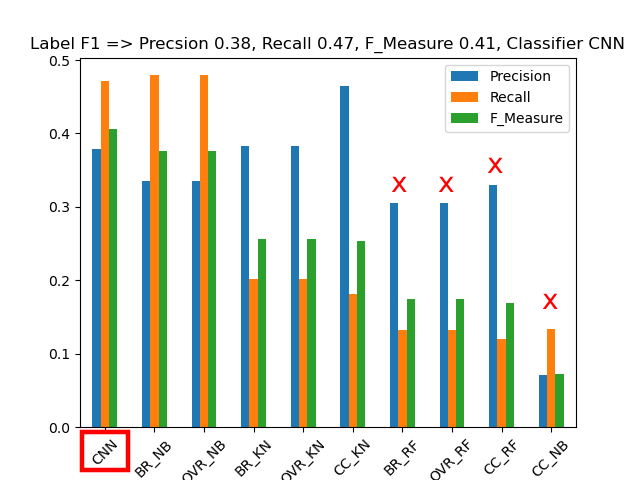 Label F1 => Precsion 0.38, Recall 0.47, F_Measure 0.41, Classifier CNN
Precision
Recall
F_Measure
0.5
0.4
0.3
0.2
0.1
0.0
x x x x
CNN BR_NB OVR_NB BR_KN OVR_KN CC_KN BR_RF OVR_RF CC_RF CC_NB